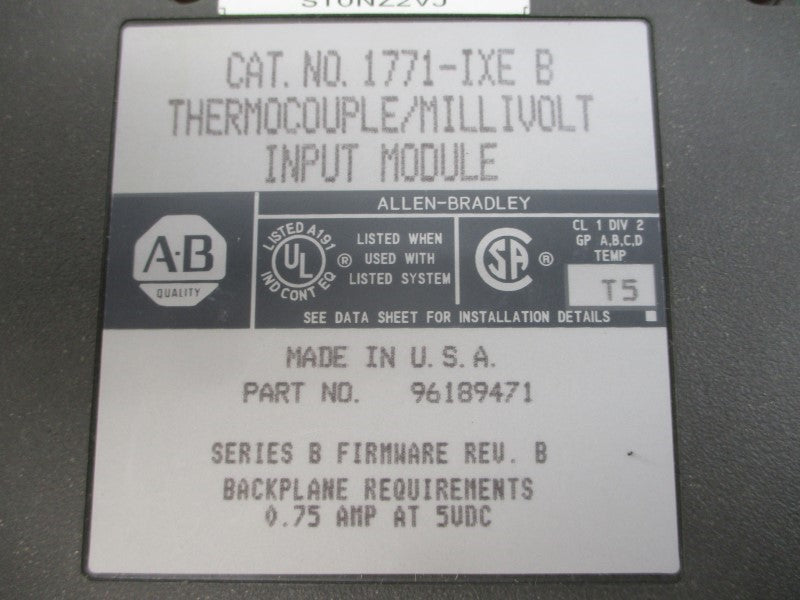 CAT. NO. 1771-IXE B
THERMOCOUPLE/MILLIVOLT
INPUT MODULE
ALLEN-BRADLEY
A-B
QUALITY
LISTED A191
UL
IND CONT EQ
®
LISTED WHEN
USED WITH
LISTED SYSTEM
CSA
®
CL 1 DIV 2
GP A,B,C,D
TEMP
T5
SEE DATA SHEET FOR INSTALLATION DETAILS
MADE IN U.S.A.
PART NO. 96189471
SERIES B FIRMWARE REV. B
BACKPLANE REQUIREMENTS
0.75 AMP AT 5VDC